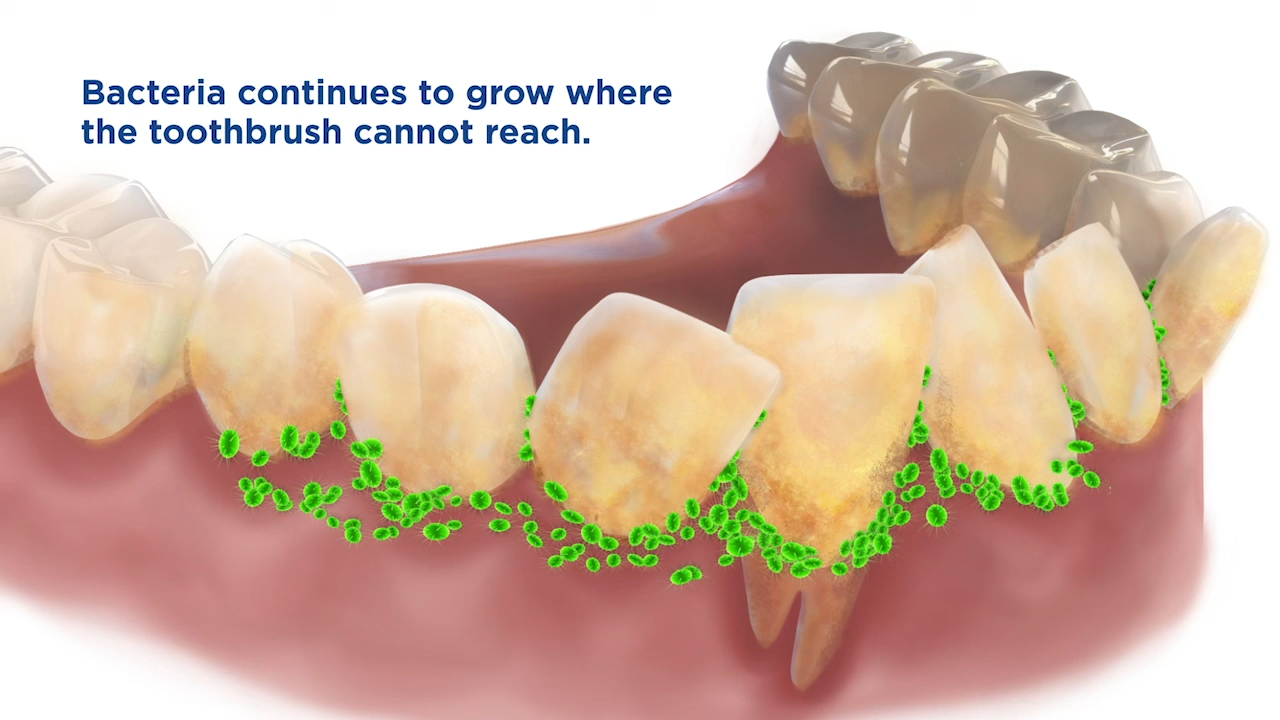 Bacteria continues to grow where
the toothbrush cannot reach.